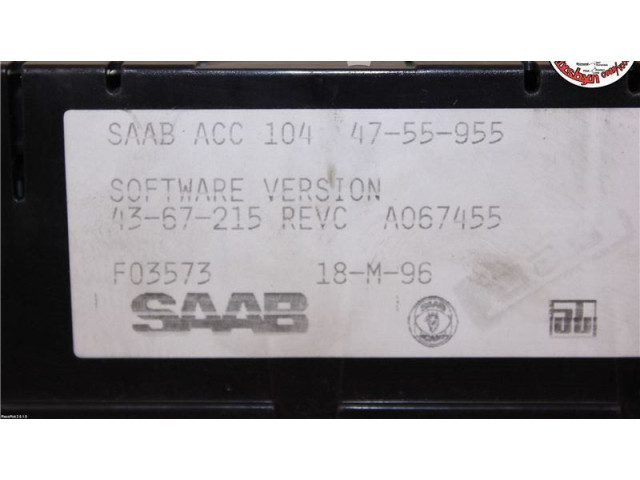 SAAB ACC 104 47-55-955
SOFTWARE VERSION
43-67-215 REVC A067455
F03573 18-M-96
SAAB